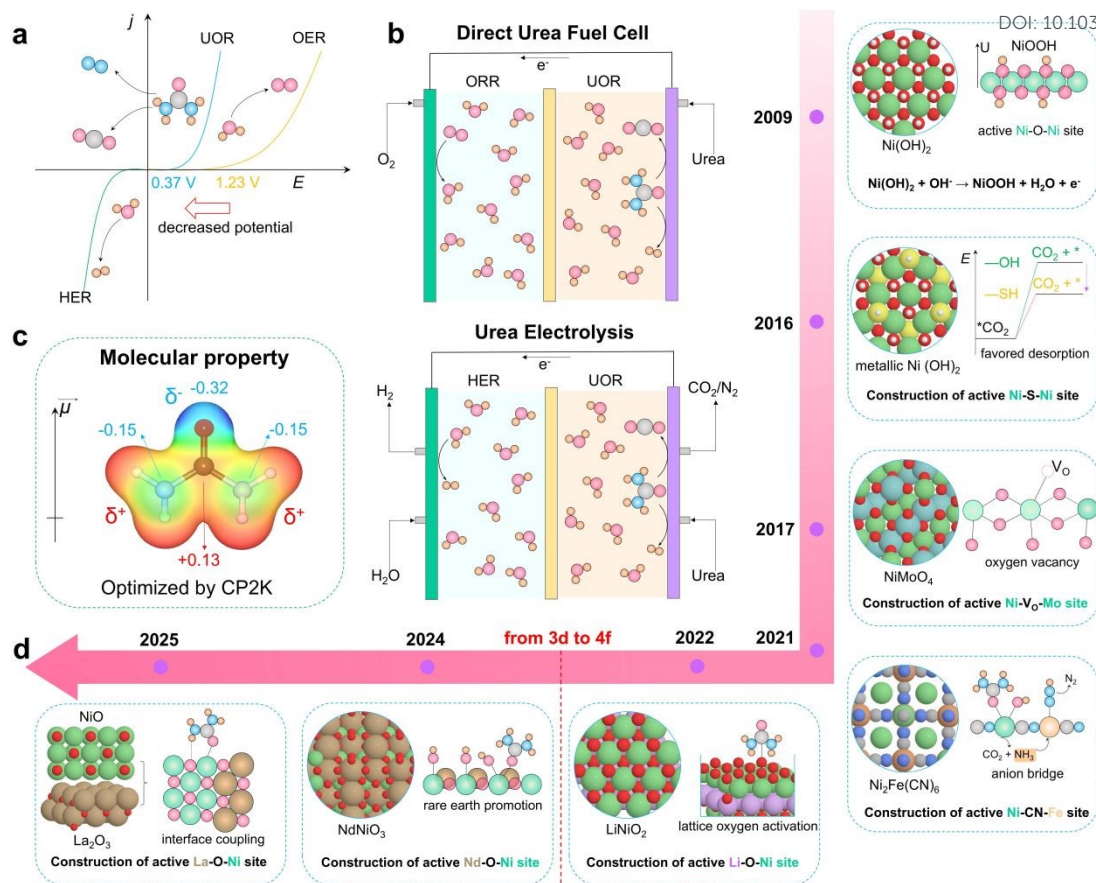 DOI: 10.103
a
j
UOR
OER
0.37 V
1.23 V
E
decreased potential
HER
b
Direct Urea Fuel Cell
e-
ORR
UOR
O2
Urea
Urea Electrolysis
e-
H2
HER
UOR
CO2/N2
H2O
Urea
c
Molecular property
μ
δ-
-0.32
-0.15
-0.15
δ+
δ+
+0.13
Optimized by CP2K
2009
2016
2017
2021
U
NiOOH
Ni(OH)2
active Ni-O-Ni site
Ni(OH)2 + OH- → NiOOH + H2O + e-
E
CO2 + *
—OH
CO2 + *
—SH
*CO2
metallic Ni (OH)2
favored desorption
Construction of active Ni-S-Ni site
VO
NiMoO4
oxygen vacancy
Construction of active Ni-VO-Mo site
N2
CO2 + NH3
Ni2Fe(CN)6
anion bridge
Construction of active Ni-CN-Fe site
d
2025
2024
from 3d to 4f
2022
NiO
La2O3
interface coupling
Construction of active La-O-Ni site
NdNiO3
rare earth promotion
Construction of active Nd-O-Ni site
LiNiO2
lattice oxygen activation
Construction of active Li-O-Ni site